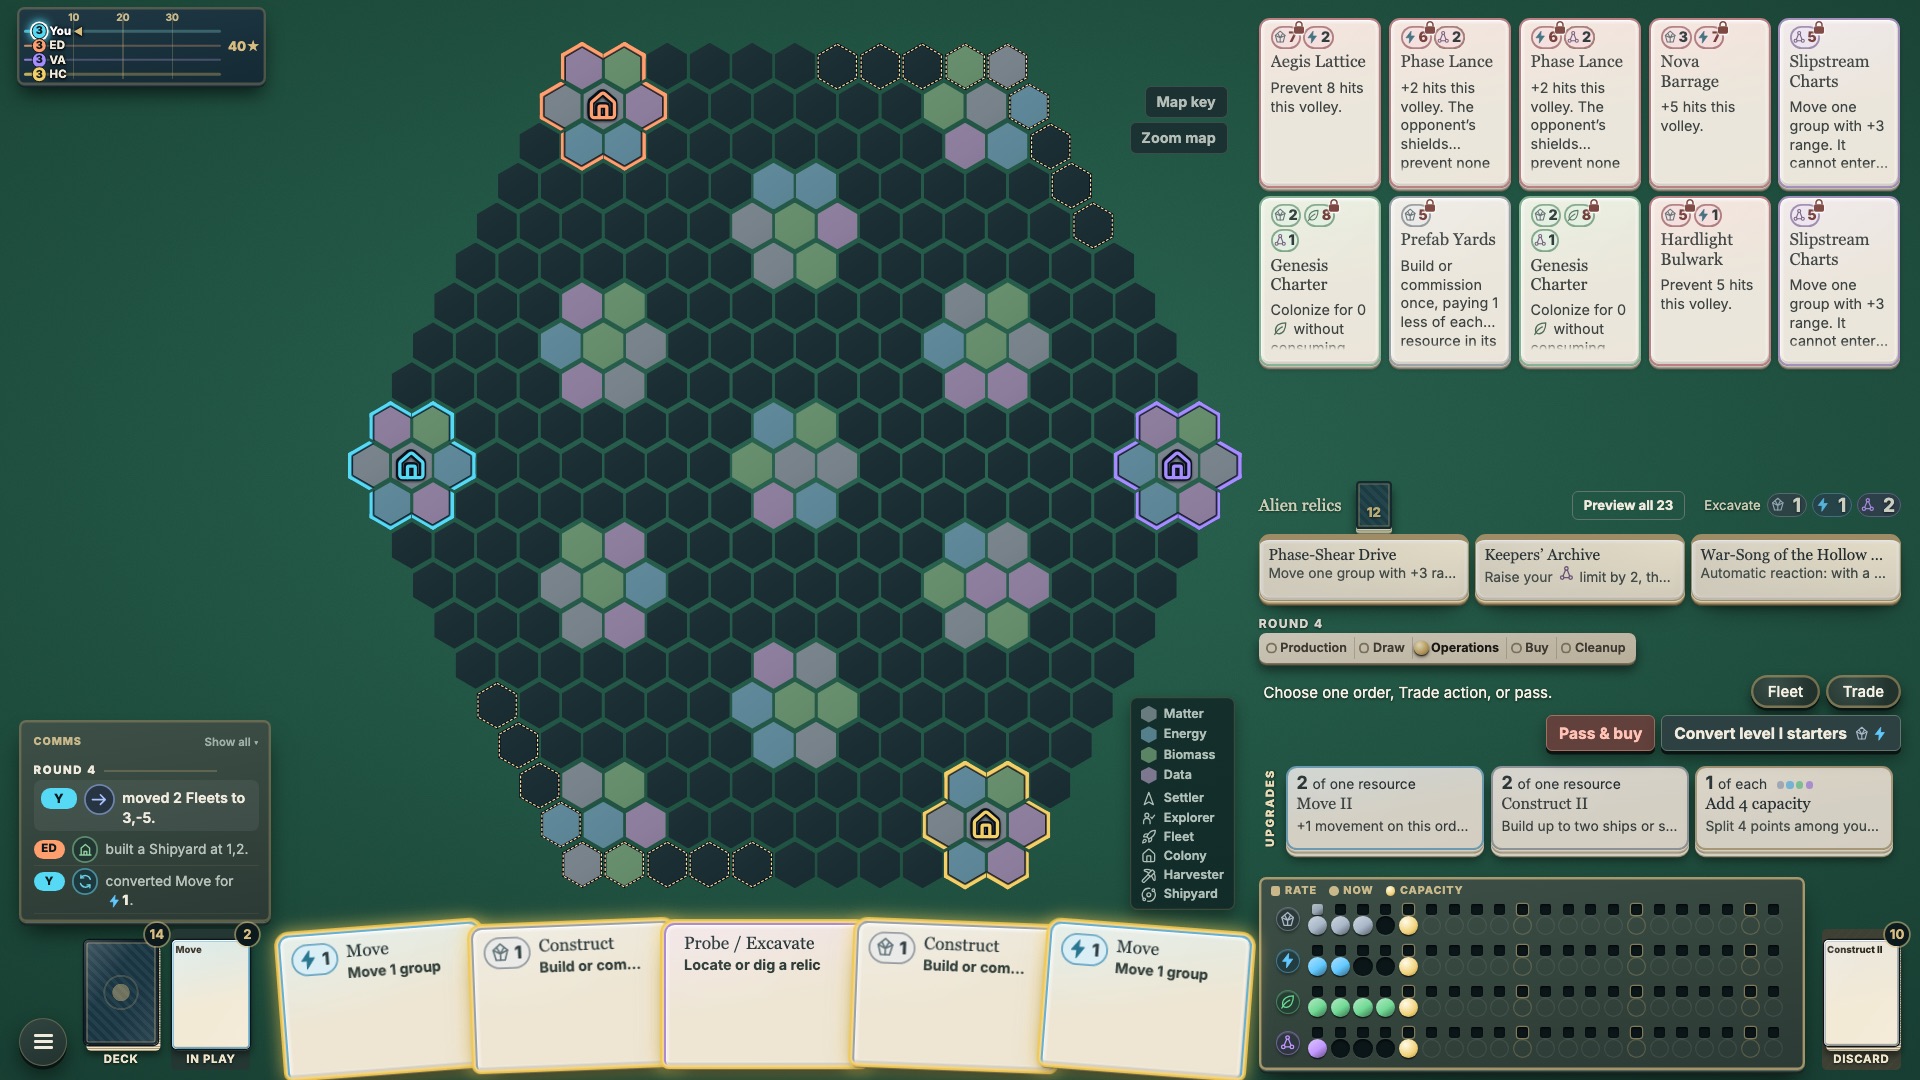 10 20 30
3 You
3 ED
3 VA
3 HC
40★
Map key
Zoom map
7 2
Aegis Lattice
Prevent 8 hits
this volley.
6 2
Phase Lance
+2 hits this
volley. The
opponent's
shields...
prevent none
6 2
Phase Lance
+2 hits this
volley. The
opponent's
shields...
prevent none
3 7
Nova
Barrage
+5 hits this
volley.
5
Slipstream
Charts
Move one
group with +3
range. It
cannot enter...
2 8
1
Genesis
Charter
Colonize for 0
without
consuming
5
Prefab Yards
Build or
commission
once, paying 1
less of each...
resource in its
2 8
1
Genesis
Charter
Colonize for 0
without
consuming
5 1
Hardlight
Bulwark
Prevent 5 hits
this volley.
5
Slipstream
Charts
Move one
group with +3
range. It
cannot enter...
Alien relics
12
Preview all 23
Excavate 1 1 2
Phase-Shear Drive
Move one group with +3 ra...
Keepers' Archive
Raise your limit by 2, th...
War-Song of the Hollow ...
Automatic reaction: with a ...
ROUND 4
Production
Draw
Operations
Buy
Cleanup
Choose one order, Trade action, or pass.
Fleet
Trade
Pass & buy
Convert level I starters
UPGRADES
2 of one resource
Move II
+1 movement on this ord...
2 of one resource
Construct II
Build up to two ships or s...
1 of each
Add 4 capacity
Split 4 points among you...
Matter
Energy
Biomass
Data
Settler
Explorer
Fleet
Colony
Harvester
Shipyard
COMMS
Show all
ROUND 4
Y moved 2 Fleets to
3,-5.
ED built a Shipyard at 1,2.
Y converted Move for
1.
14
DECK
2
Move
IN PLAY
1 Move
Move 1 group
1 Construct
Build or com...
Probe / Excavate
Locate or dig a relic
1 Construct
Build or com...
1 Move
Move 1 group
RATE NOW CAPACITY
10
Construct II
DISCARD